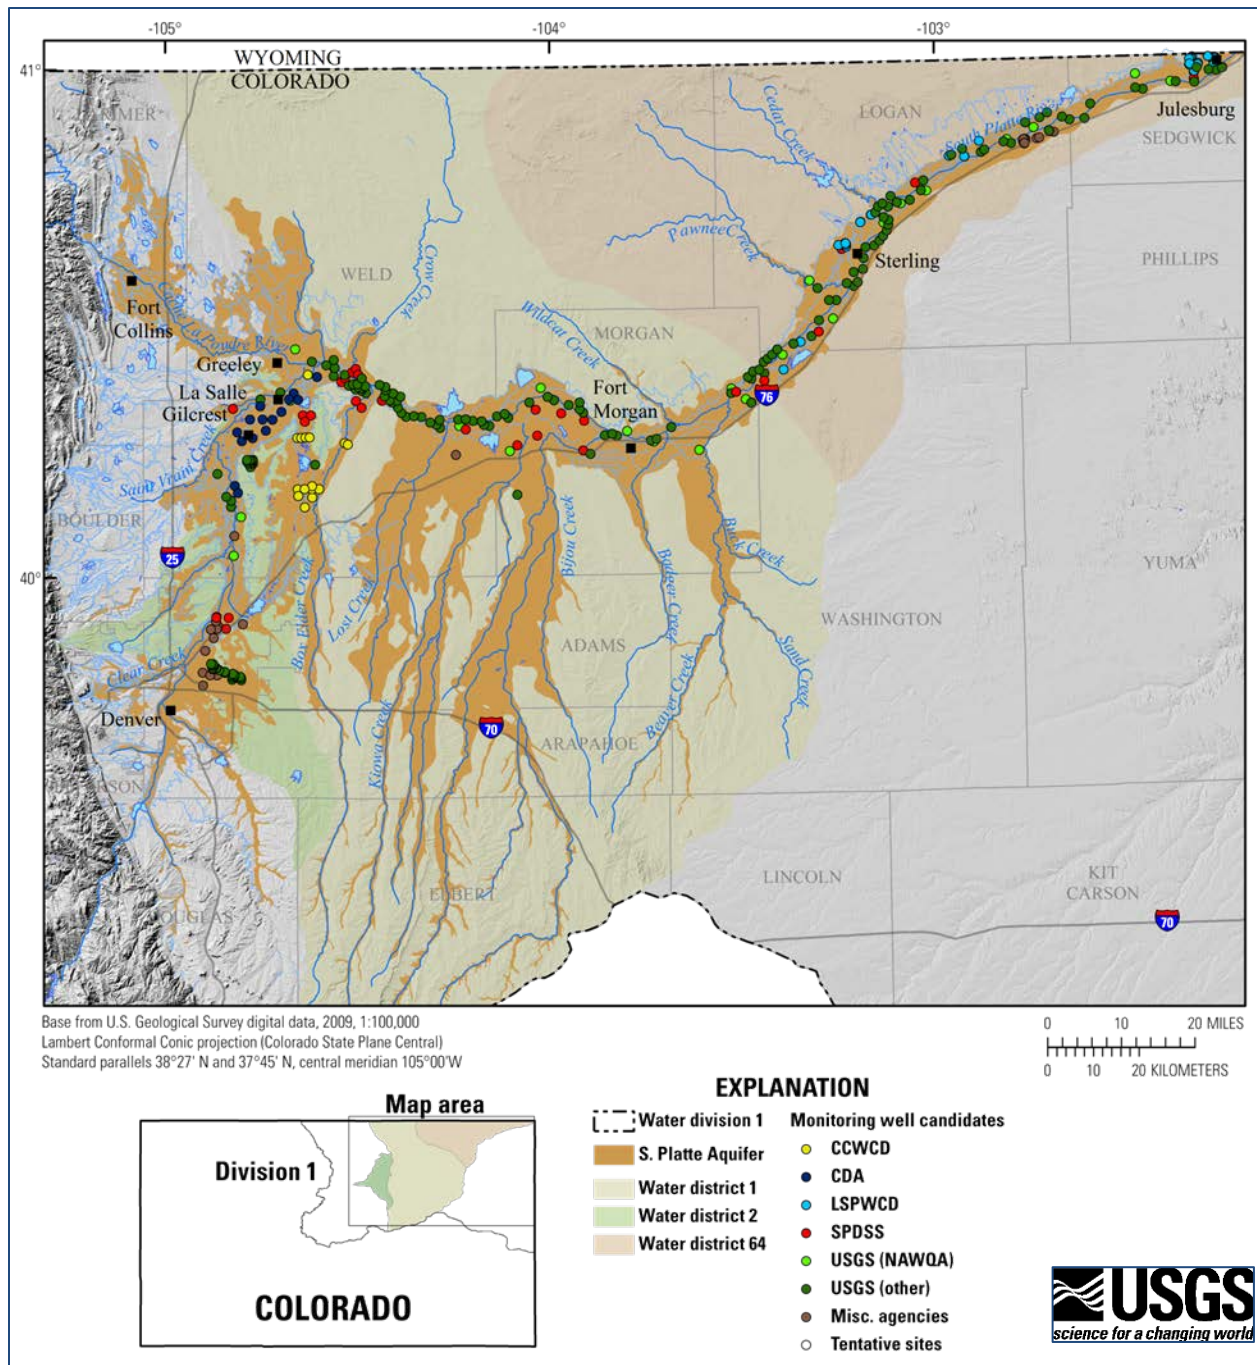 -105°
-104°
-103°
41°
WYOMING
COLORADO
LARIMER
LOGAN
Cedar Creek
South Platte River
Julesburg
SEDGWICK
Pawnee Creek
Sterling
PHILLIPS
WELD
Crow Creek
Fort
Collins
Cache La Poudre River
Wildcat Creek
MORGAN
Greeley
La Salle
Gilcrest
Fort
Morgan
76
Saint Vrain Creek
BOULDER
25
Bijou Creek
Buck Creek
YUMA
40°
Box Elder Creek
Lost Creek
Badger Creek
WASHINGTON
ADAMS
Sand Creek
Clear Creek
Beaver Creek
Denver
Kiowa Creek
70
ARAPAHOE
JEFFERSON
ELBERT
LINCOLN
KIT
CARSON
DOUGLAS
70
Base from U.S. Geological Survey digital data, 2009, 1:100,000
Lambert Conformal Conic projection (Colorado State Plane Central)
Standard parallels 38°27' N and 37°45' N, central meridian 105°00'W
0 10 20 MILES
0 10 20 KILOMETERS
EXPLANATION
Map area
Division 1
COLORADO
Water division 1
S. Platte Aquifer
Water district 1
Water district 2
Water district 64
Monitoring well candidates
CCWCD
CDA
LSPWCD
SPDSS
USGS (NAWQA)
USGS (other)
Misc. agencies
Tentative sites
USGS
science for a changing world